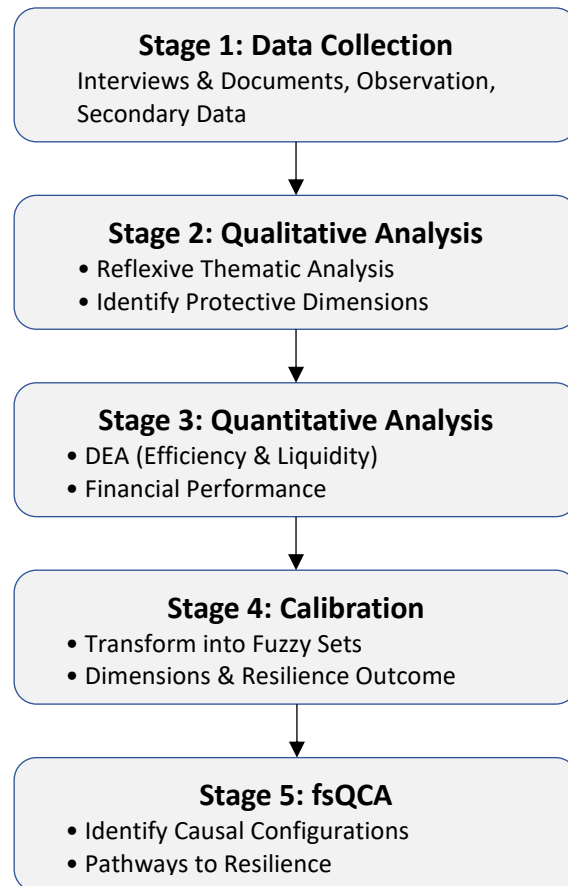 Stage 1: Data Collection
Interviews & Documents, Observation,
Secondary Data
Stage 2: Qualitative Analysis
• Reflexive Thematic Analysis
• Identify Protective Dimensions
Stage 3: Quantitative Analysis
• DEA (Efficiency & Liquidity)
• Financial Performance
Stage 4: Calibration
• Transform into Fuzzy Sets
• Dimensions & Resilience Outcome
Stage 5: fsQCA
• Identify Causal Configurations
• Pathways to Resilience